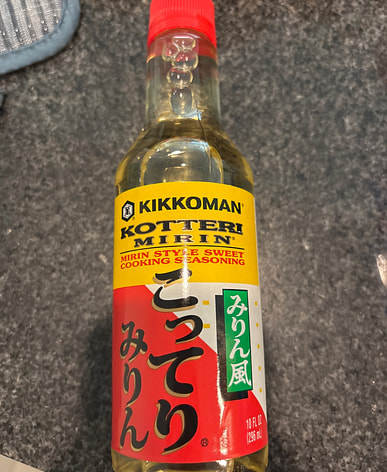 KIKKOMAN®
KOTTERI
MIRIN®
MIRIN STYLE SWEET
COOKING SEASONING
こってり®
みりん
みりん風
10 FL OZ
(296 mL)